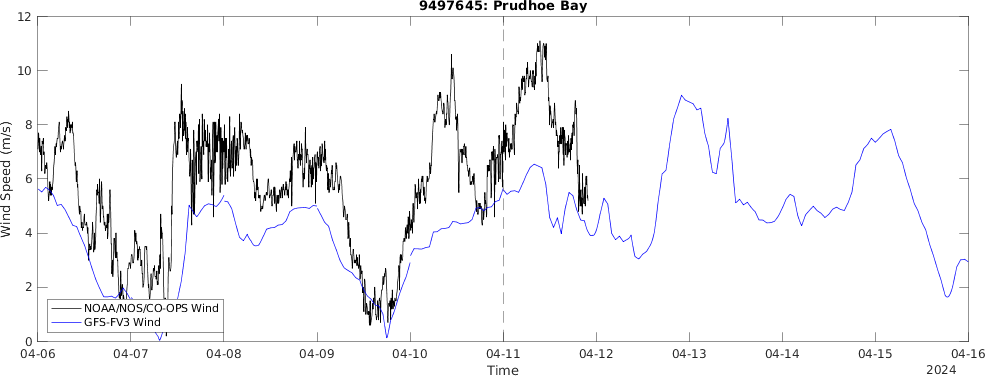 9497645: Prudhoe Bay
12
10
8
6
4
2
0
Wind Speed (m/s)
NOAA/NOS/CO-OPS Wind
GFS-FV3 Wind
04-06 04-07 04-08 04-09 04-10 04-11 04-12 04-13 04-14 04-15 04-16
Time
2024